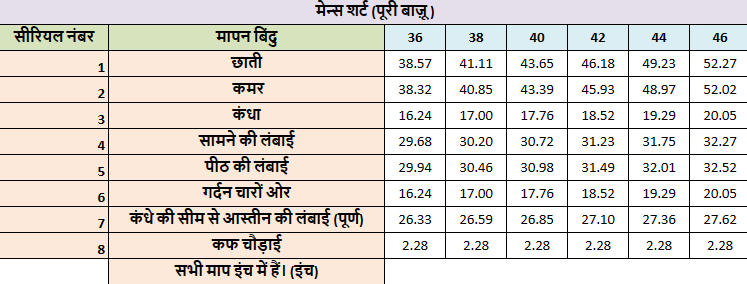 मेन्स शर्ट (पूरी बाज़ू )
सीरियल नंबर मापन बिंदु 36 38 40 42 44 46
1 छाती 38.57 41.11 43.65 46.18 49.23 52.27
2 कमर 38.32 40.85 43.39 45.93 48.97 52.02
3 कंधा 16.24 17.00 17.76 18.52 19.29 20.05
4 सामने की लंबाई 29.68 30.20 30.72 31.23 31.75 32.27
5 पीठ की लंबाई 29.94 30.46 30.98 31.49 32.01 32.52
6 गर्दन चारों ओर 16.24 17.00 17.76 18.52 19.29 20.05
7 कंधे की सीम से आस्तीन की लंबाई (पूर्ण) 26.33 26.59 26.85 27.10 27.36 27.62
8 कफ चौड़ाई 2.28 2.28 2.28 2.28 2.28 2.28
सभी माप इंच में हैं। (इंच)